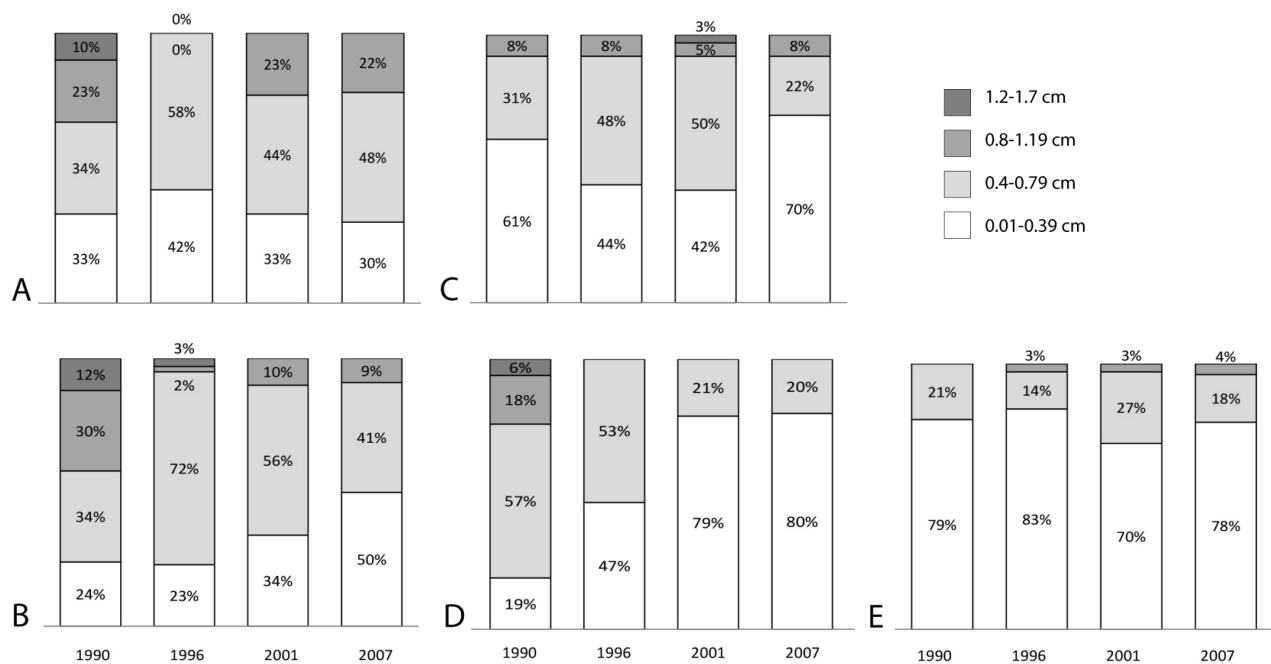 0%
10% 0% 23% 22%
23% 58% 44% 48%
34% 42% 33% 30%
33%
A
3%
8% 8% 5% 8%
31% 48% 50% 22%
61% 44% 42% 70%
C
1.2-1.7 cm
0.8-1.19 cm
0.4-0.79 cm
0.01-0.39 cm
3%
12% 2% 10% 9%
30% 72% 56% 41%
34% 23% 34% 50%
24%
B
1990 1996 2001 2007
6% 53% 21% 20%
18% 47% 79% 80%
57%
19%
D
1990 1996 2001 2007
3% 3% 4%
21% 14% 27% 18%
79% 83% 70% 78%
E
1990 1996 2001 2007